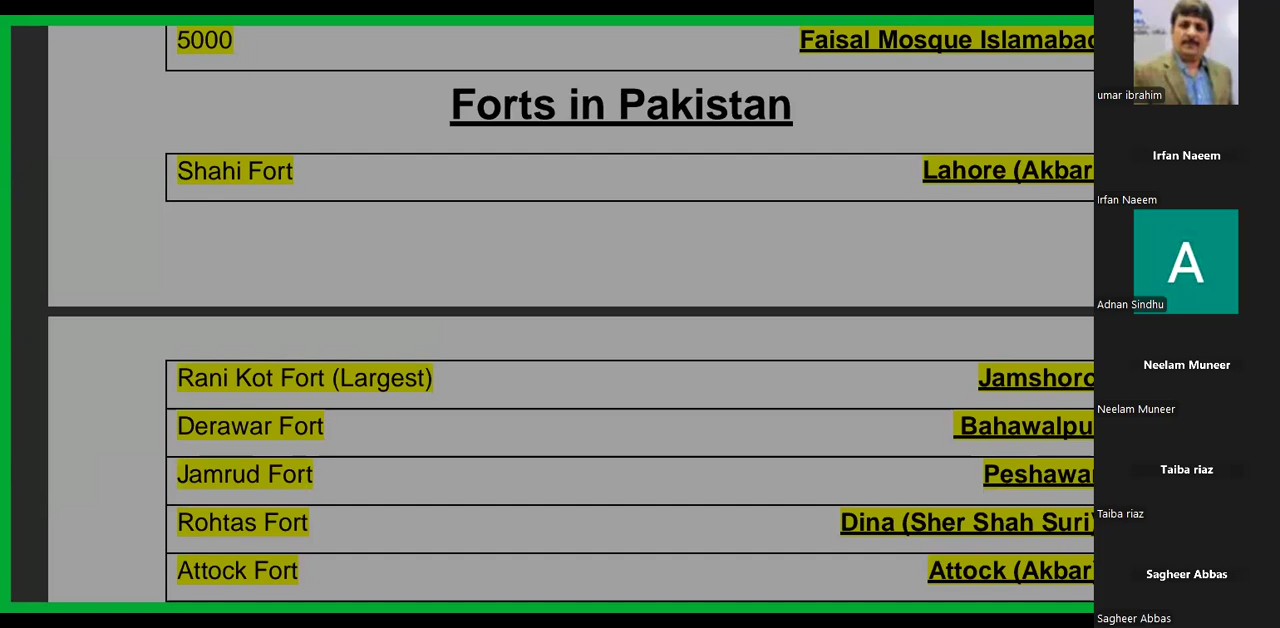 5000 Faisal Mosque Islamabad
Forts in Pakistan
Shahi Fort Lahore (Akbar
Rani Kot Fort (Largest) Jamshoro
Derawar Fort Bahawalpu
Jamrud Fort Peshawa
Rohtas Fort Dina (Sher Shah Suri)
Attock Fort Attock (Akbar)
umar ibrahim
Irfan Naeem
Irfan Naeem
A
Adnan Sindhu
Neelam Muneer
Neelam Muneer
Taiba riaz
Taiba riaz
Sagheer Abbas
Sagheer Abbas